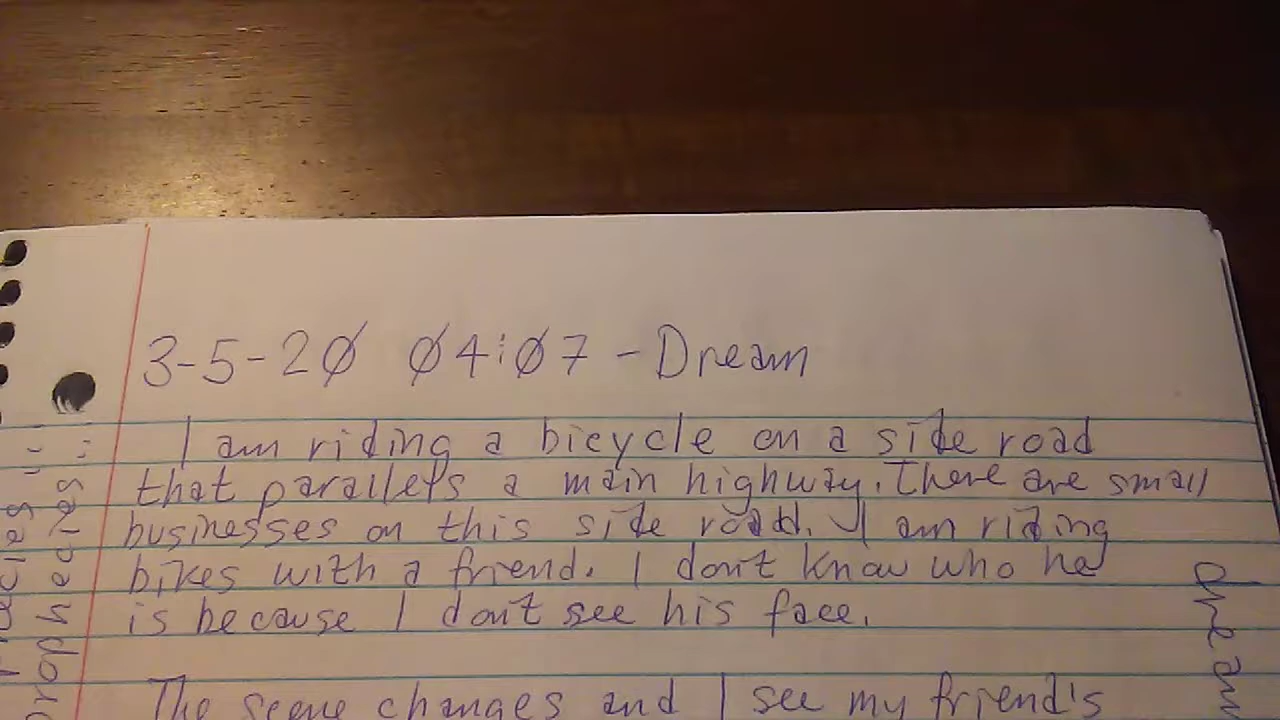 3-5-2Ø Ø4:Ø7 - Dream
I am riding a bicycle on a side road
that parallels a main highway. There are small
businesses on this side road. I am riding
bikes with a friend. I don't know who he
is because I don't see his face.
The scene changes and I see my friend's
prophecies
Dream